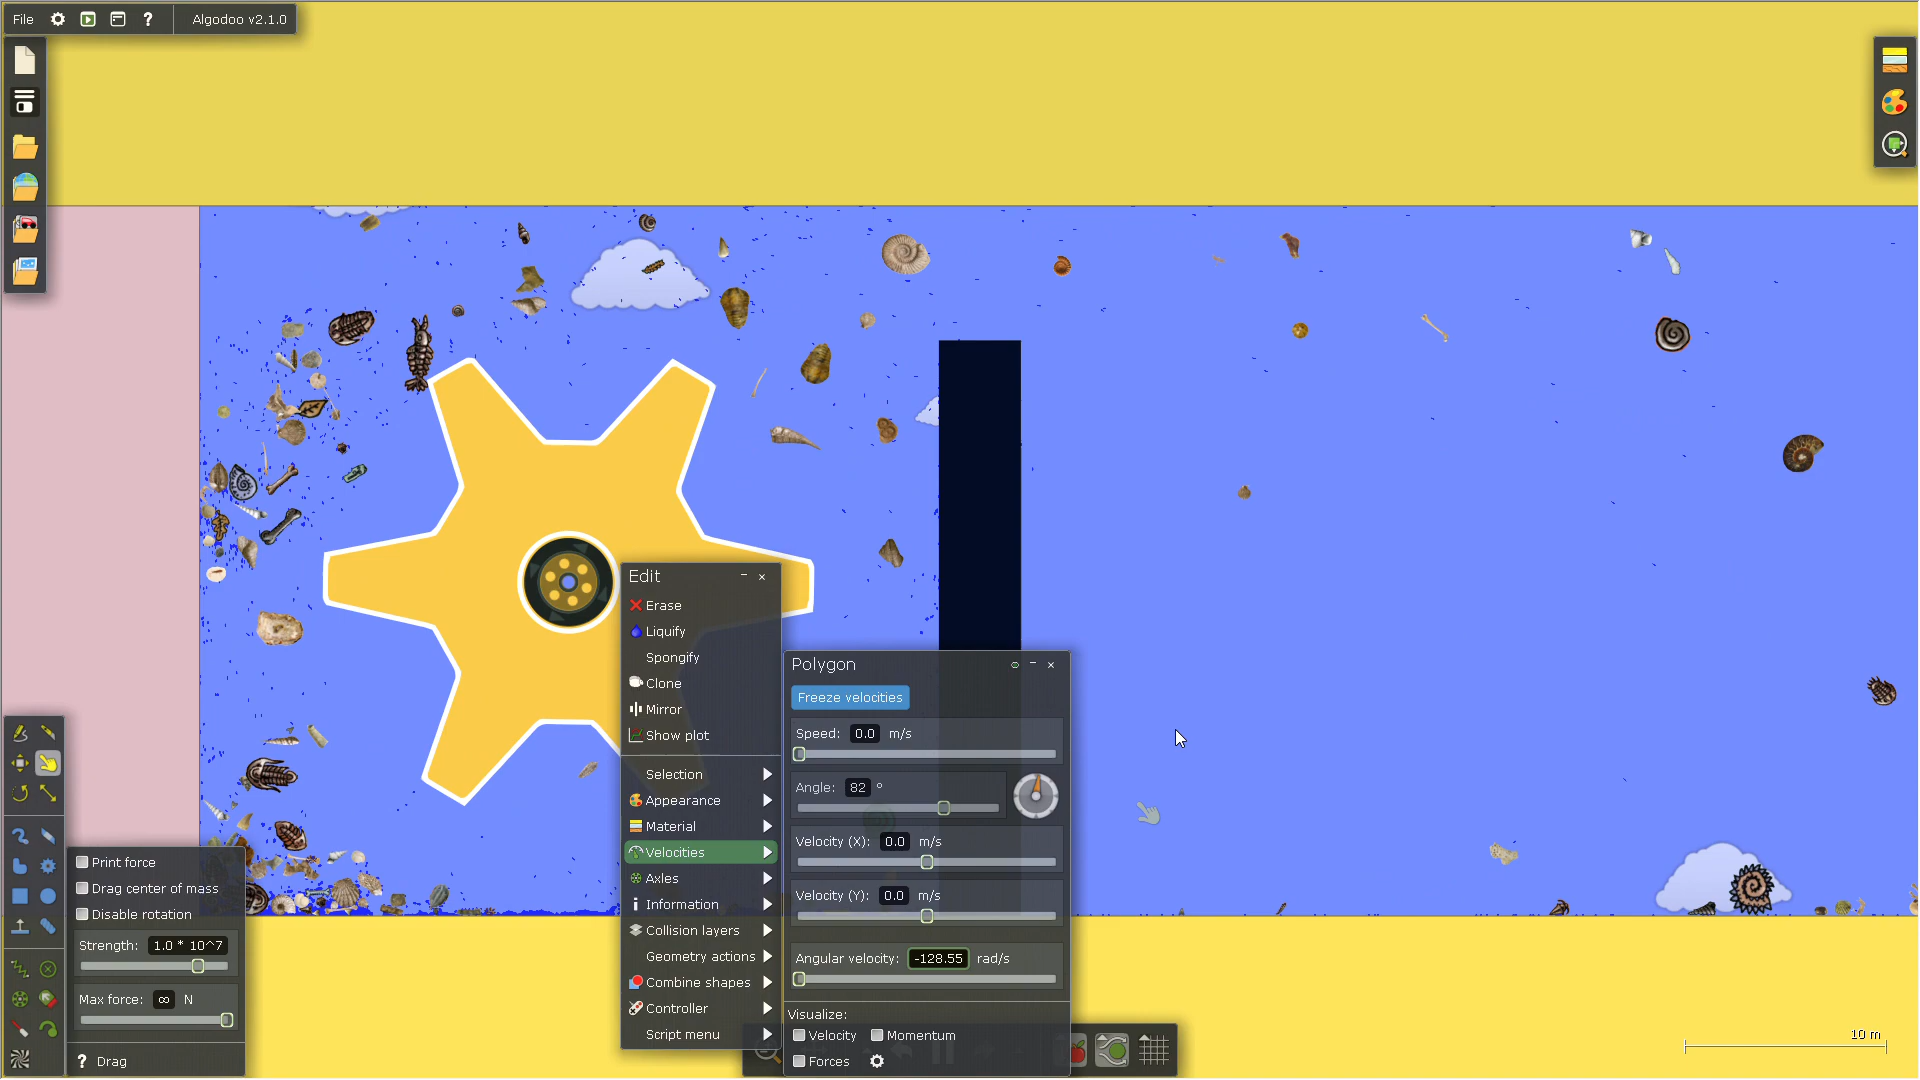 File ? Algodoo v2.1.0
Edit
Erase
Liquify
Spongify
Clone
Mirror
Show plot
Selection
Appearance
Material
Velocities
Axles
Information
Collision layers
Geometry actions
Combine shapes
Controller
Script menu
Polygon
Freeze velocities
Speed: 0.0 m/s
Angle: 82 °
Velocity (X): 0.0 m/s
Velocity (Y): 0.0 m/s
Angular velocity: -128.55 rad/s
Visualize:
Velocity Momentum
Forces
Print force
Drag center of mass
Disable rotation
Strength: 1.0 * 10^7
Max force: ∞ N
? Drag
10 m